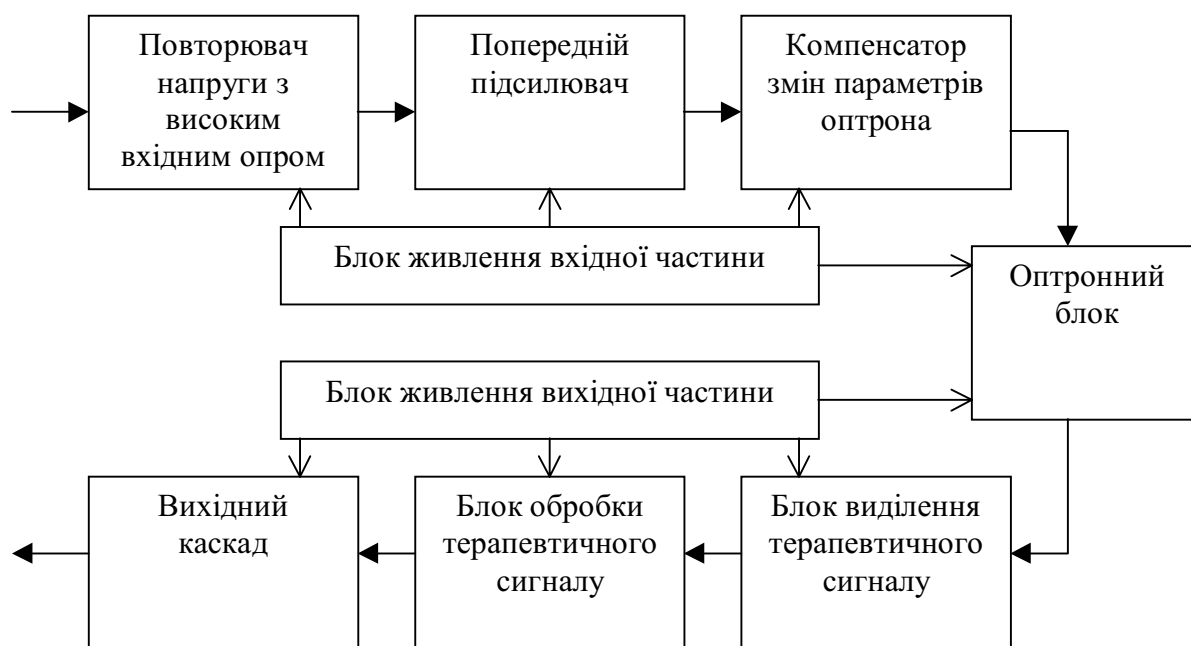 Повторювач
напруги з
високим
вхідним опром
Попередній
підсилювач
Компенсатор
змін параметрів
оптрона
Блок живлення вхідної частини
Оптронний
блок
Блок живлення вихідної частини
Вихідний
каскад
Блок обробки
терапевтичного
сигналу
Блок виділення
терапевтичного
сигналу